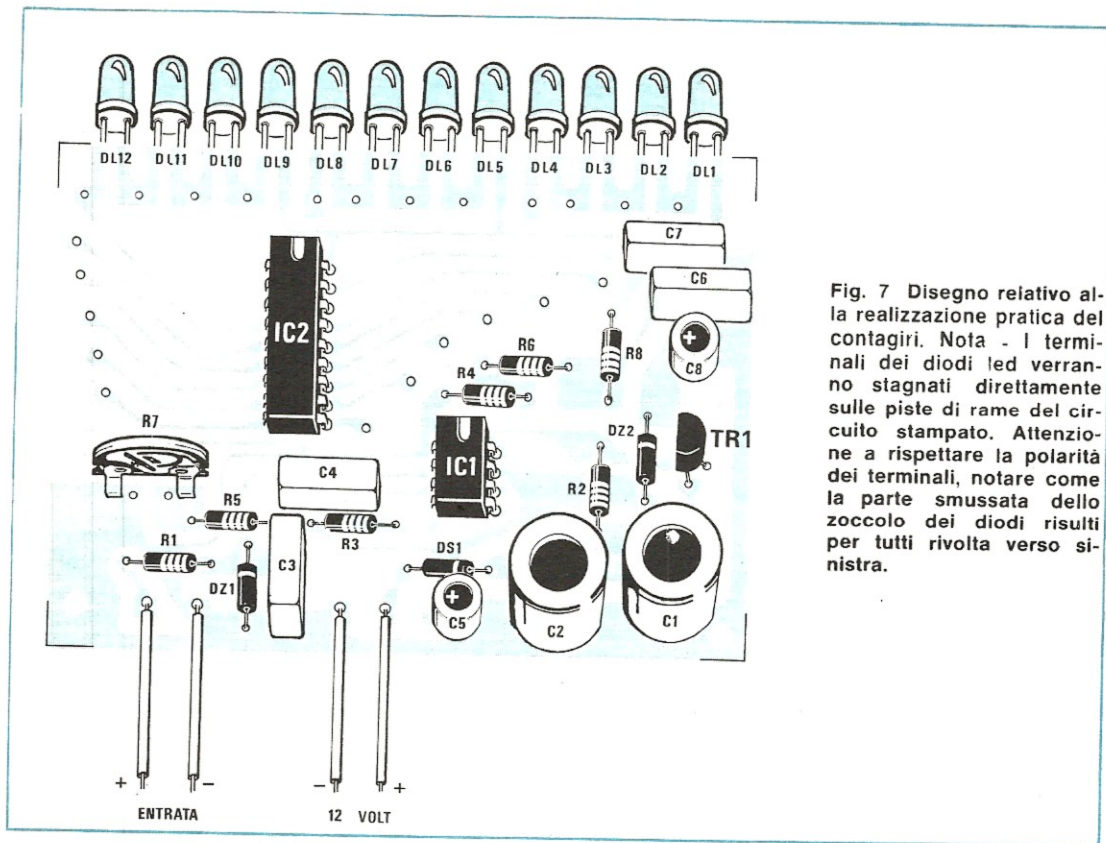 DL12 DL11 DL10 DL9 DL8 DL7 DL6 DL5 DL4 DL3 DL2 DL1
C7
C6
IC2
R6
R8
+
C8
R4
R7
DZ2
TR1
C4
IC1
R2
R5
R3
R1
C3
DS1
DZ1
+
C5
C2
C1
+ - - +
ENTRATA 12 VOLT
Fig. 7 Disegno relativo al-
la realizzazione pratica del
contagiri. Nota - I termi-
nali dei diodi led verran-
no stagnati direttamente
sulle piste di rame del cir-
cuito stampato. Attenzio-
ne a rispettare la polarità
dei terminali, notare come
la parte smussata dello
zoccolo dei diodi risulti
per tutti rivolta verso si-
nistra.